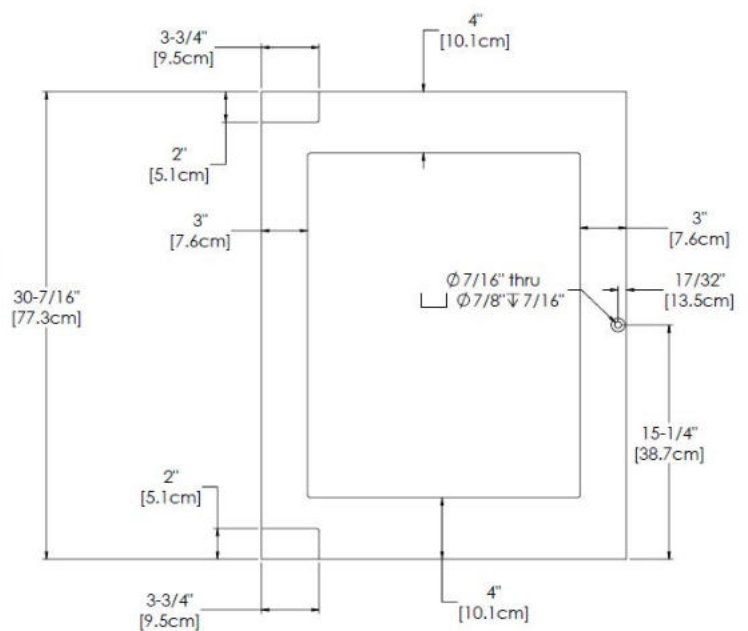 3-3/4"
[9.5cm]
4"
[10.1cm]
2"
[5.1cm]
3"
[7.6cm]
3"
[7.6cm]
Ø 7/16" thru
⌴ Ø 7/8" ↧ 7/16"
17/32"
[13.5cm]
30-7/16"
[77.3cm]
15-1/4"
[38.7cm]
2"
[5.1cm]
3-3/4"
[9.5cm]
4"
[10.1cm]